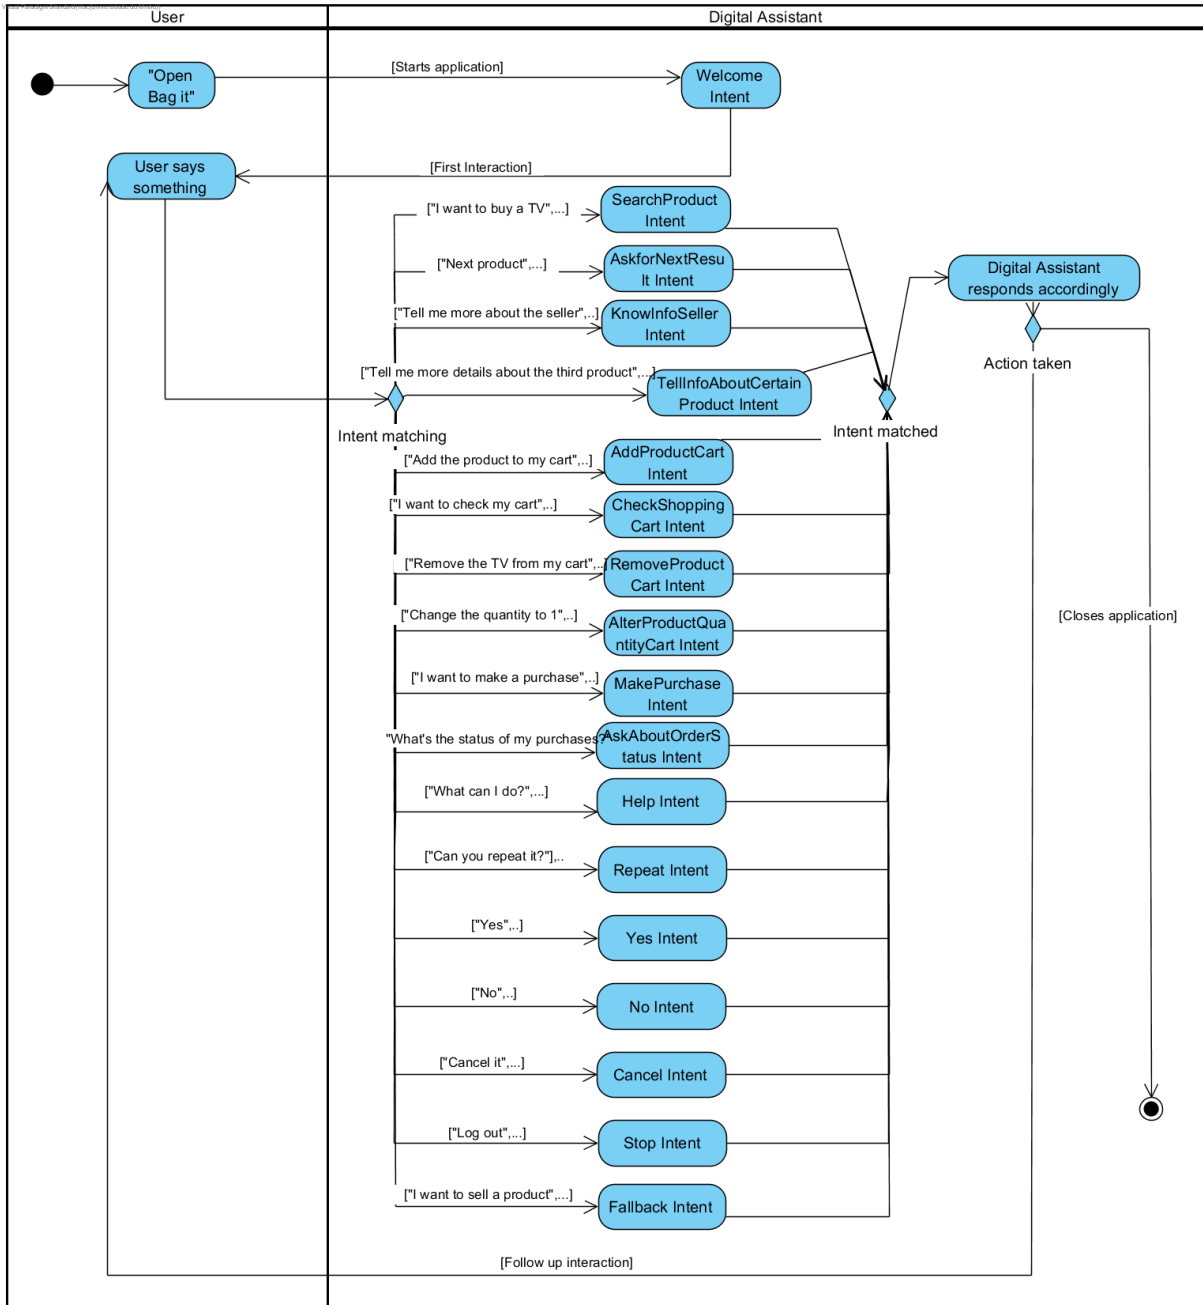 User
Digital Assistant
"Open
Bag it"
[Starts application]
Welcome
Intent
User says
something
[First Interaction]
["I want to buy a TV",...]
SearchProduct
Intent
["Next product",...]
AskforNextResu
lt Intent
Digital Assistant
responds accordingly
["Tell me more about the seller",..]
KnowInfoSeller
Intent
Action taken
["Tell me more details about the third product",...]
TellInfoAboutCertain
Product Intent
Intent matching
Intent matched
["Add the product to my cart",..]
AddProductCart
Intent
["I want to check my cart",..]
CheckShopping
Cart Intent
["Remove the TV from my cart",..]
RemoveProduct
Cart Intent
["Change the quantity to 1",..]
AlterProductQua
ntityCart Intent
[Closes application]
["I want to make a purchase",..]
MakePurchase
Intent
"What's the status of my purchases?"
AskAboutOrderS
tatus Intent
["What can I do?",...]
Help Intent
["Can you repeat it?"],..
Repeat Intent
["Yes",..]
Yes Intent
["No",..]
No Intent
["Cancel it",...]
Cancel Intent
["Log out",...]
Stop Intent
["I want to sell a product",...]
Fallback Intent
[Follow up interaction]